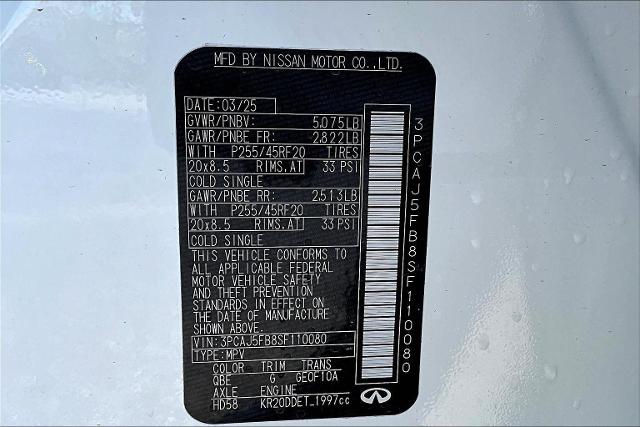 MFD BY NISSAN MOTOR CO.,LTD.
DATE: 03/25
GVWR/PNBV: 5,075LB
GAWR/PNBE FR: 2,822LB
WITH P255/45RF20 TIRES
20x8.5 RIMS.AT 33 PSI
COLD SINGLE
GAWR/PNBE RR: 2,513LB
WITH P255/45RF20 TIRES
20x8.5 RIMS.AT 33 PSI
COLD SINGLE
THIS VEHICLE CONFORMS TO
ALL APPLICABLE FEDERAL
MOTOR VEHICLE SAFETY
AND THEFT PREVENTION
STANDARDS IN EFFECT ON
THE DATE OF MANUFACTURE
SHOWN ABOVE.
VIN: 3PCAJ5FB8SF110080
TYPE: MPV
COLOR TRIM TRANS
QBE G GE0F10A
AXLE ENGINE
HD58 KR20DDET_1997cc
3PCAJ5FB8SF110080